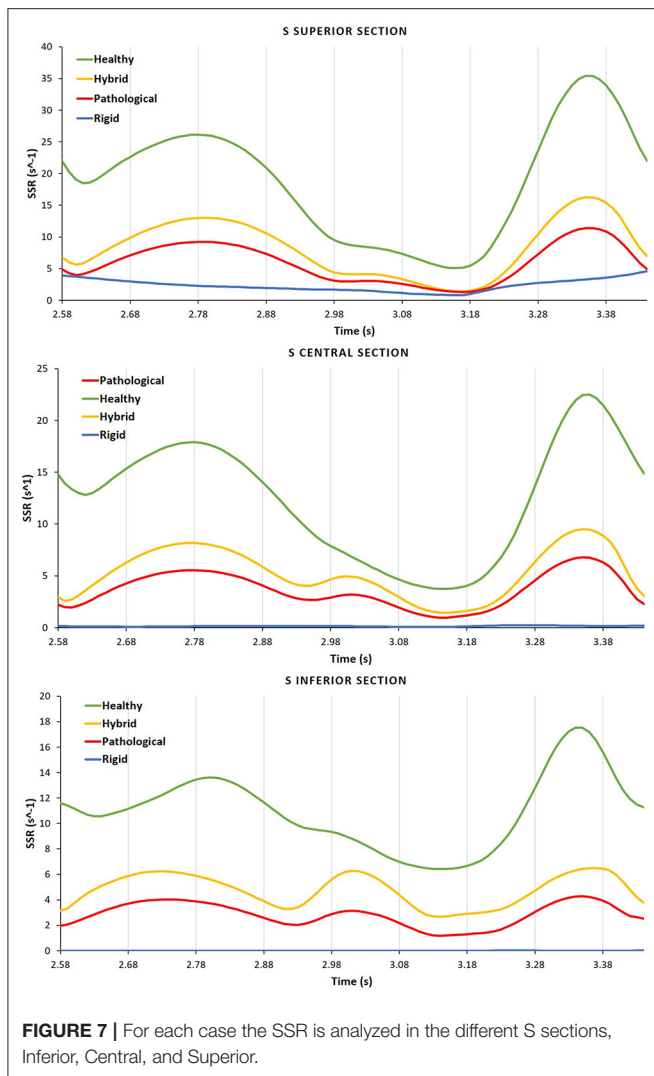 S SUPERIOR SECTION
40
35
30
25
20
15
10
5
0
SSR (s^-1)
Healthy
Hybrid
Pathological
Rigid
2.58 2.68 2.78 2.88 2.98 3.08 3.18 3.28 3.38
Time (s)
S CENTRAL SECTION
25
20
15
10
5
0
SSR (s^1)
Pathological
Healthy
Hybrid
Rigid
2.58 2.68 2.78 2.88 2.98 3.08 3.18 3.28 3.38
Time (s)
S INFERIOR SECTION
20
18
16
14
12
10
8
6
4
2
0
SSR (s^-1)
Healthy
Hybrid
Pathological
Rigid
2.58 2.68 2.78 2.88 2.98 3.08 3.18 3.28 3.38
Time (s)
FIGURE 7 | For each case the SSR is analyzed in the different S sections,
Inferior, Central, and Superior.